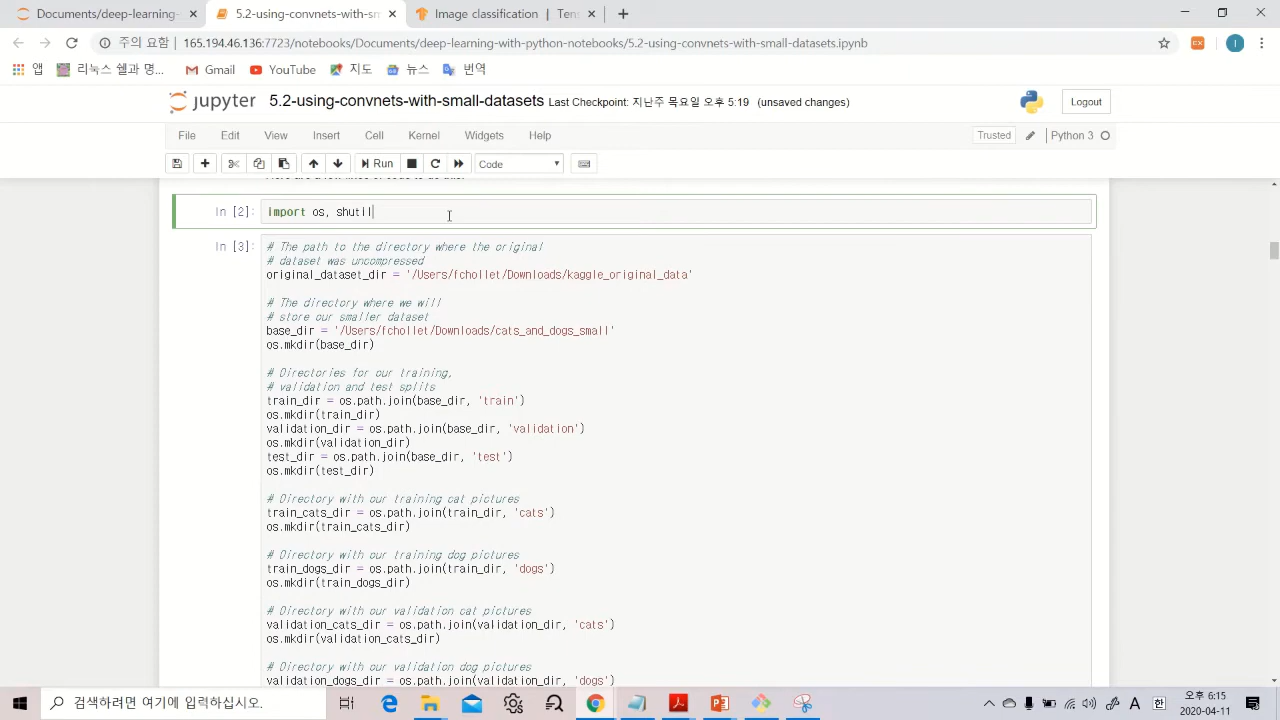 Documents/deep-learning-
5.2-using-convnets-with-sm
Image classification | Tens
주의 요함
165.194.46.136:7723/notebooks/Documents/deep-learning-with-python-notebooks/5.2-using-convnets-with-small-datasets.ipynb
앱
리눅스 쉘과 명...
Gmail
YouTube
지도
뉴스
번역
jupyter
5.2-using-convnets-with-small-datasets
Last Checkpoint: 지난주 목요일 오후 5:19 (unsaved changes)
Logout
File
Edit
View
Insert
Cell
Kernel
Widgets
Help
Trusted
Python 3
Run
Code
In [2]:
import os, shutil
In [3]:
# The path to the directory where the original
# dataset was uncompressed
original_dataset_dir = '/Users/fchollet/Downloads/kaggle_original_data'
# The directory where we will
# store our smaller dataset
base_dir = '/Users/fchollet/Downloads/cats_and_dogs_small'
os.mkdir(base_dir)
# Directories for our training,
# validation and test splits
train_dir = os.path.join(base_dir, 'train')
os.mkdir(train_dir)
validation_dir = os.path.join(base_dir, 'validation')
os.mkdir(validation_dir)
test_dir = os.path.join(base_dir, 'test')
os.mkdir(test_dir)
# Directory with our training cat pictures
train_cats_dir = os.path.join(train_dir, 'cats')
os.mkdir(train_cats_dir)
# Directory with our training dog pictures
train_dogs_dir = os.path.join(train_dir, 'dogs')
os.mkdir(train_dogs_dir)
# Directory with our validation cat pictures
validation_cats_dir = os.path.join(validation_dir, 'cats')
os.mkdir(validation_cats_dir)
# Directory with our validation dog pictures
validation_dogs_dir = os.path.join(validation_dir, 'dogs')
검색하려면 여기에 입력하십시오.
A
한
오후 6:15
2020-04-11